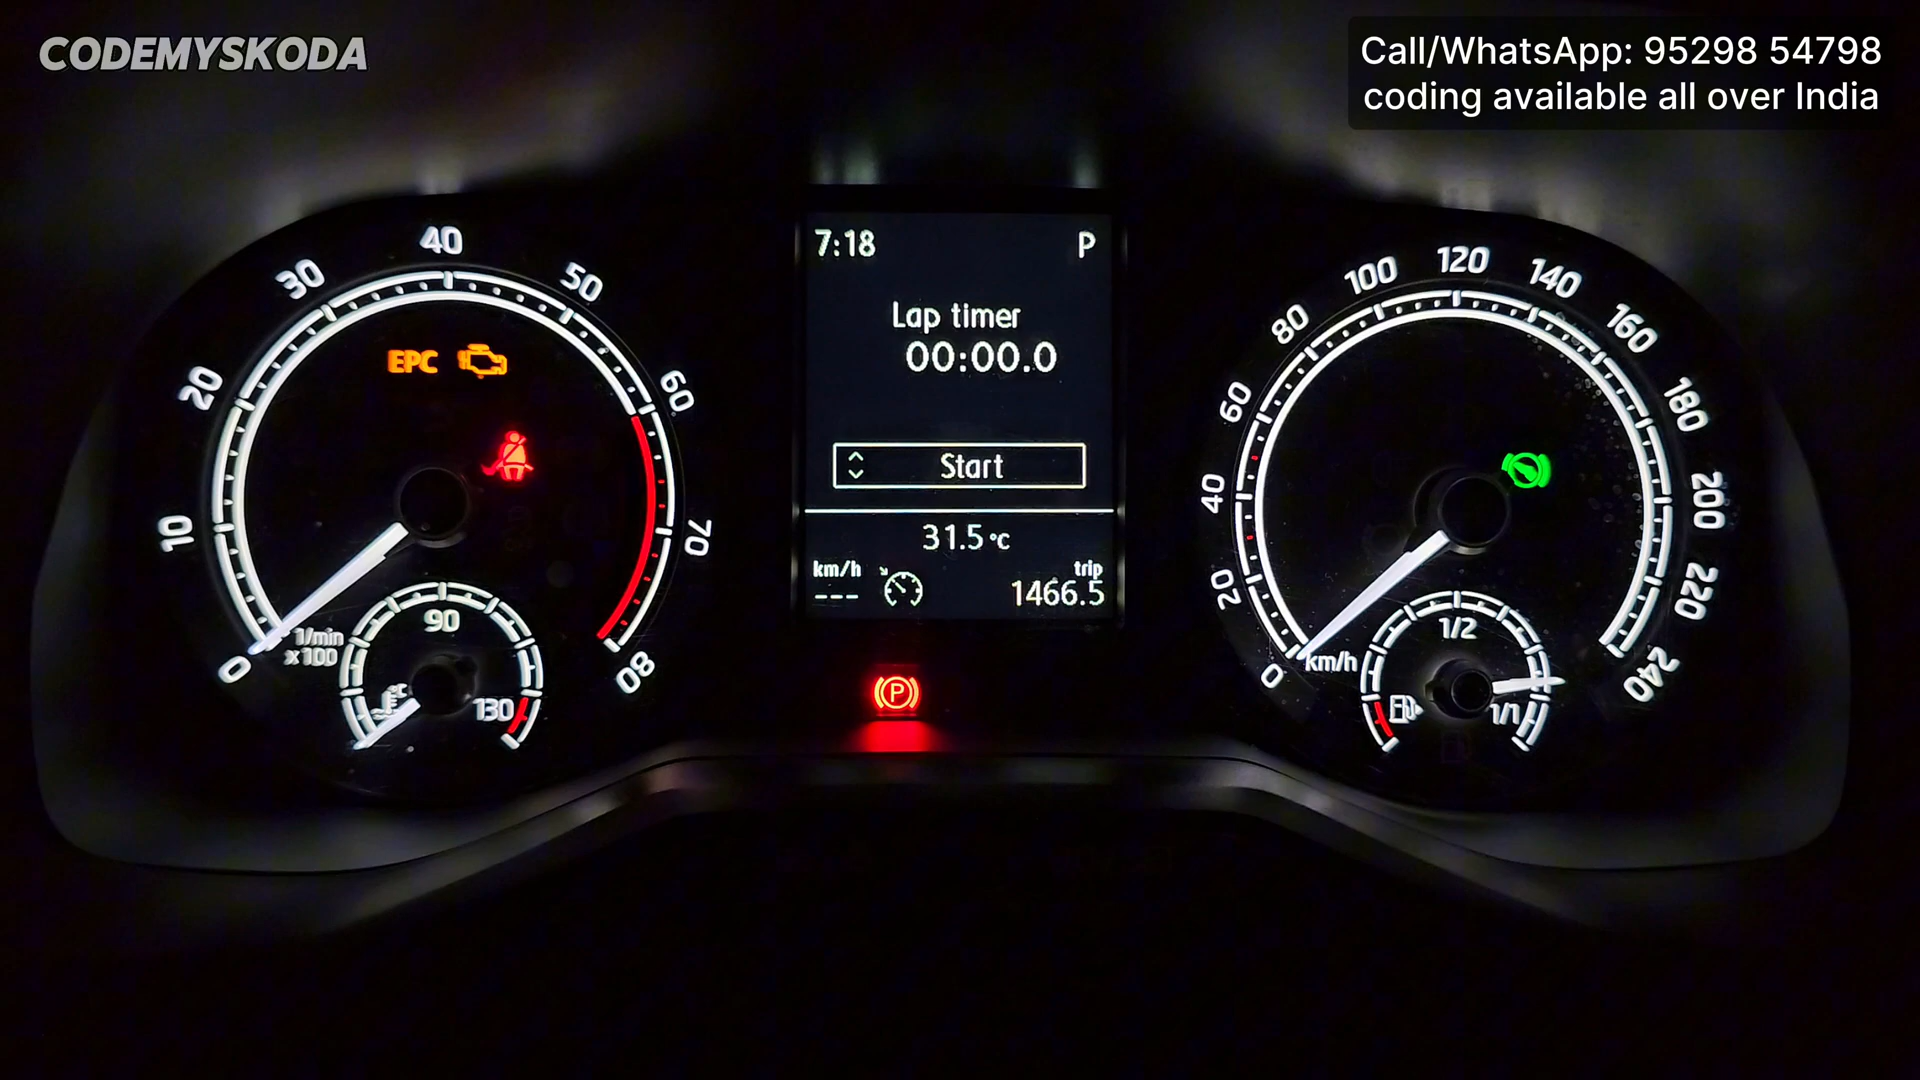 CODEMYSKODA
Call/WhatsApp: 95298 54798
coding available all over India
0
10
20
30
40
50
60
70
80
EPC
1/min
x100
°C
90
130
7:18 P
Lap timer
00:00.0
Start
31.5 °C
km/h trip
--- 1466.5
P
0
20
40
60
80
100
120
140
160
180
200
220
240
km/h
1/2
1/1